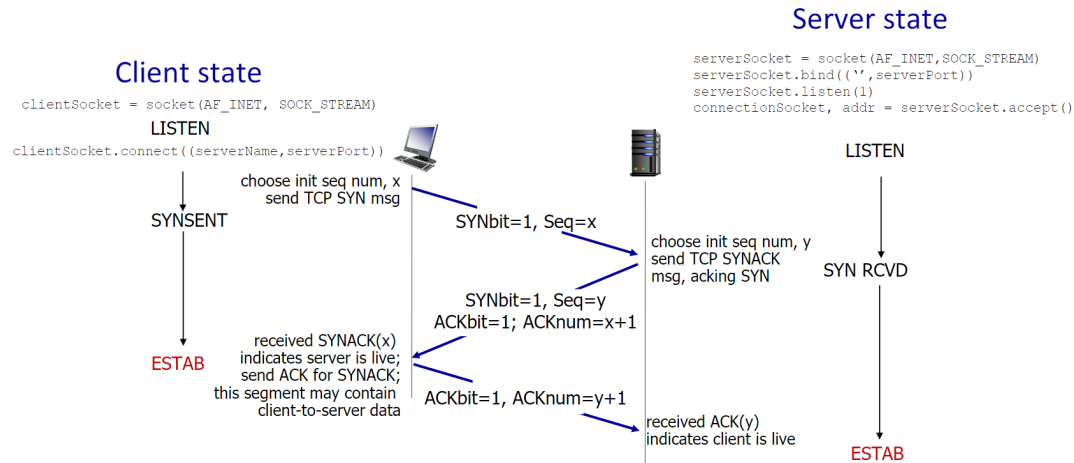 Client state
clientSocket = socket(AF_INET, SOCK_STREAM)
LISTEN
clientSocket.connect((serverName,serverPort))
SYNSENT
ESTAB
choose init seq num, x
send TCP SYN msg
SYNbit=1, Seq=x
choose init seq num, y
send TCP SYNACK
msg, acking SYN
SYNbit=1, Seq=y
ACKbit=1; ACKnum=x+1
received SYNACK(x)
indicates server is live;
send ACK for SYNACK;
this segment may contain
client-to-server data
ACKbit=1, ACKnum=y+1
received ACK(y)
indicates client is live
Server state
serverSocket = socket(AF_INET,SOCK_STREAM)
serverSocket.bind((‘’,serverPort))
serverSocket.listen(1)
connectionSocket, addr = serverSocket.accept()
LISTEN
SYN RCVD
ESTAB